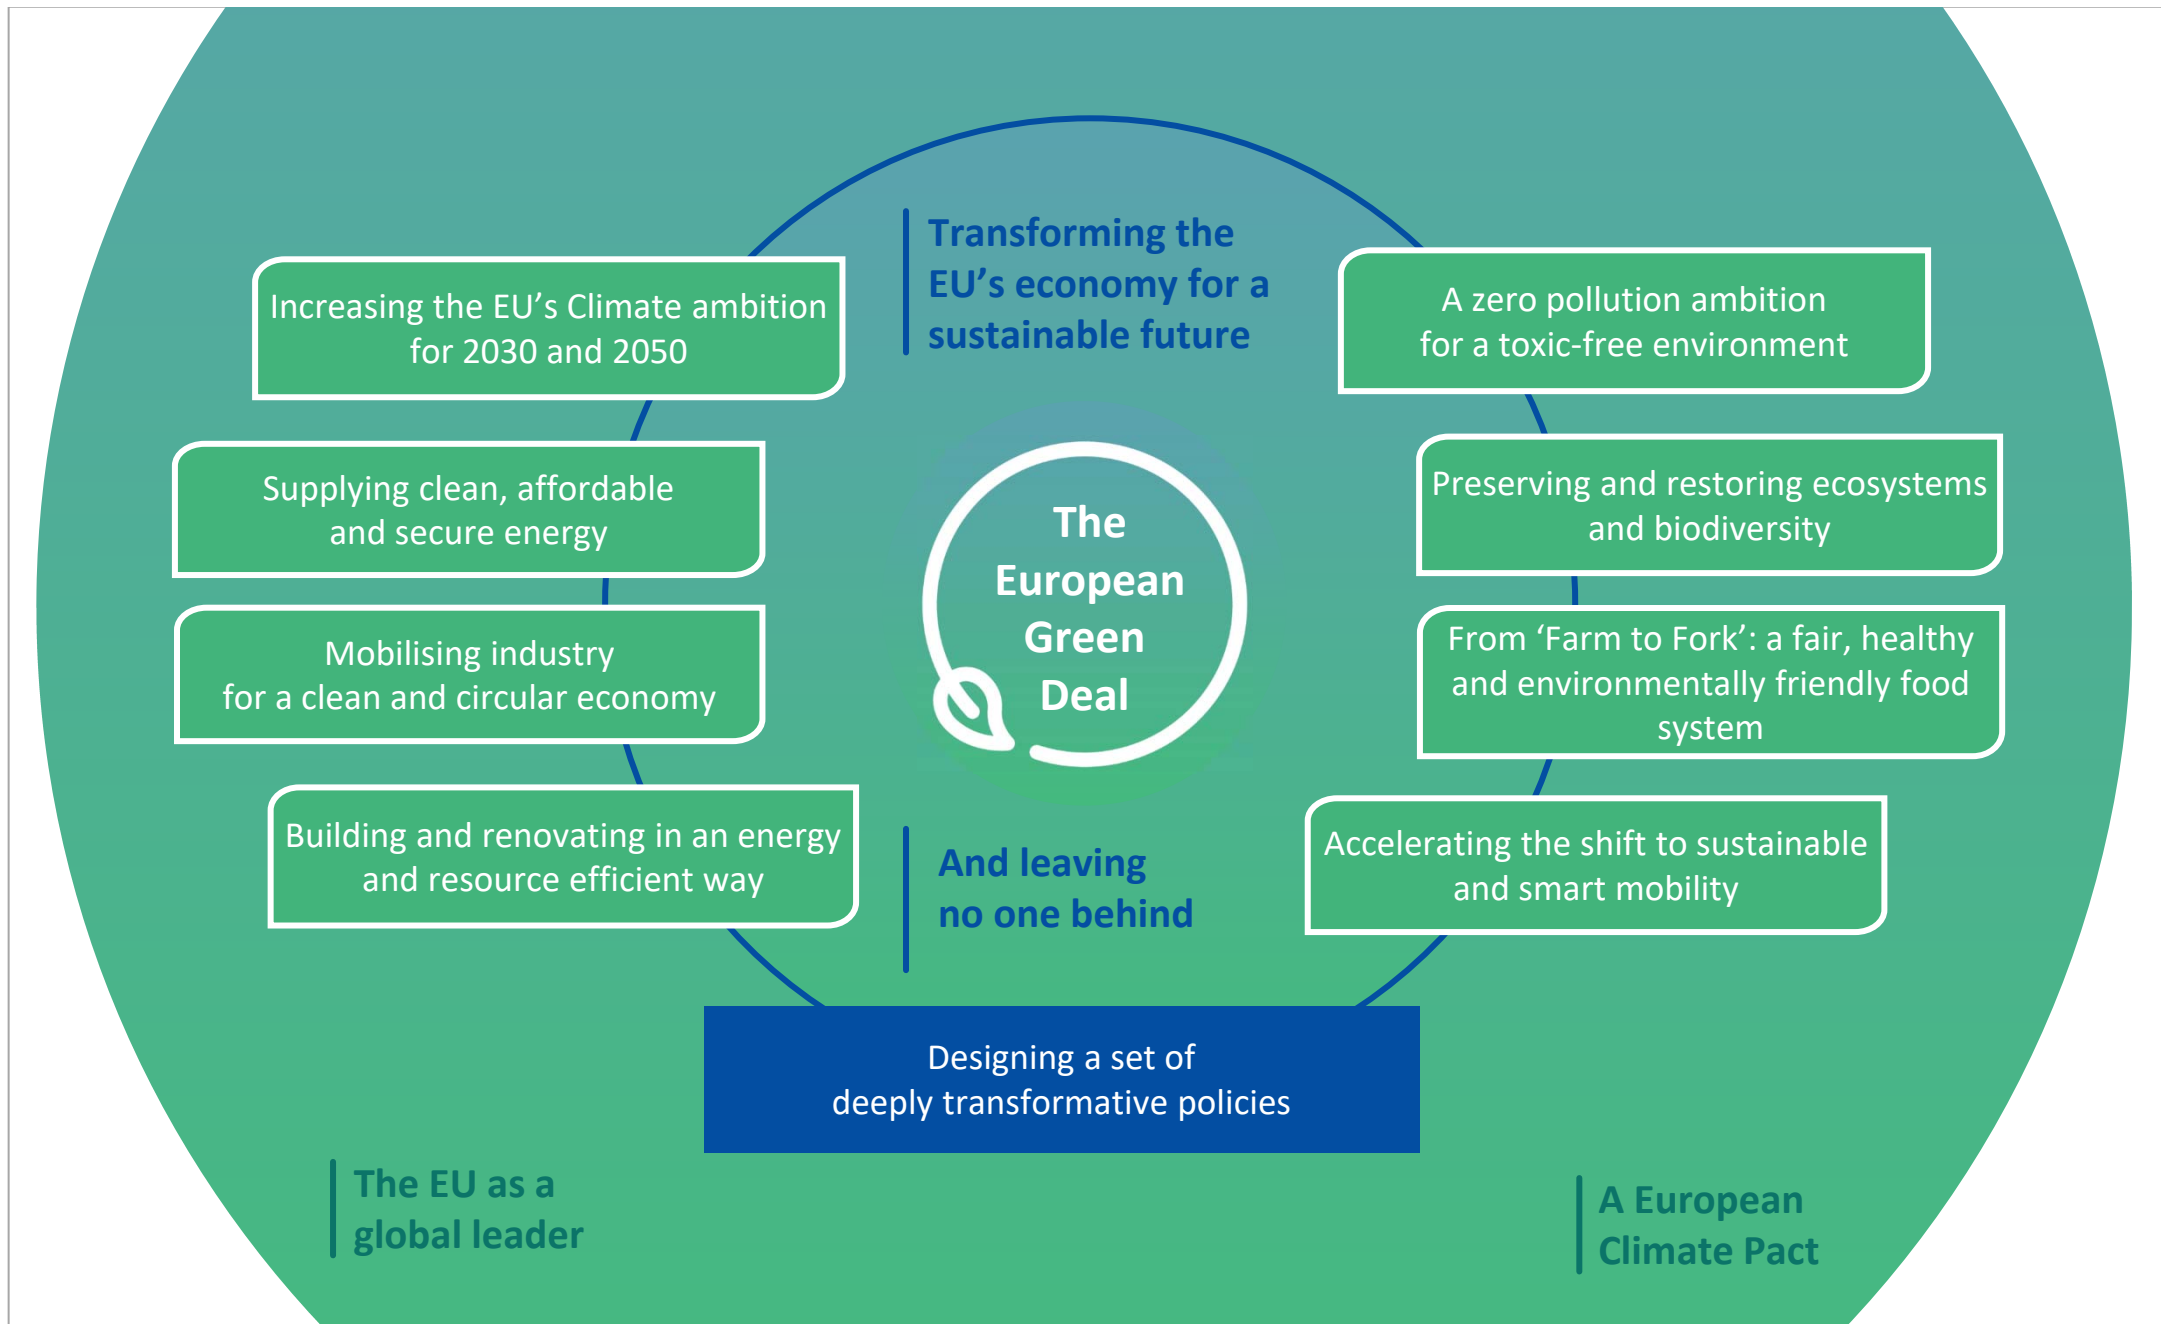 Transforming the
EU’s economy for a
sustainable future
Increasing the EU’s Climate ambition
for 2030 and 2050
Supplying clean, affordable
and secure energy
Mobilising industry
for a clean and circular economy
Building and renovating in an energy
and resource efficient way
The
European
Green
Deal
A zero pollution ambition
for a toxic-free environment
Preserving and restoring ecosystems
and biodiversity
From ‘Farm to Fork’: a fair, healthy
and environmentally friendly food
system
Accelerating the shift to sustainable
and smart mobility
And leaving
no one behind
Designing a set of
deeply transformative policies
The EU as a
global leader
A European
Climate Pact